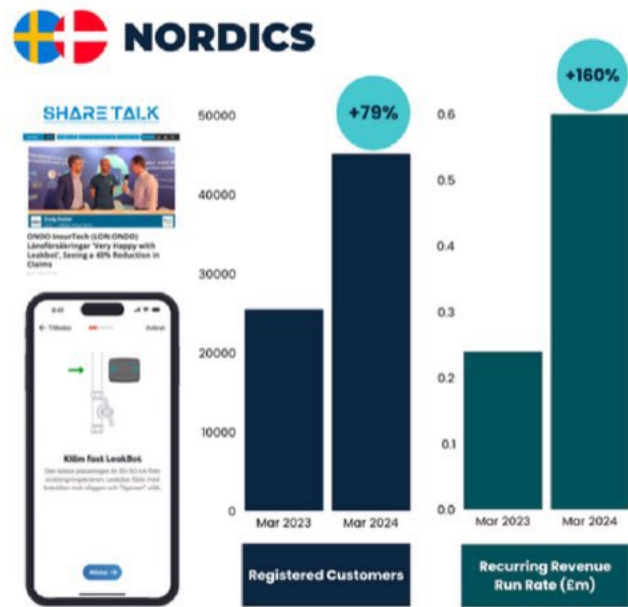 NORDICS
SHARE TALK
ONDO InsurTech (LON:ONDO)
Länsförsäkringar 'Very Happy with
Leakbot', Seeing a 40% Reduction in
Claims
9:41
Tillbaka
Avbryt
Kläm fast LeakBot
50000
40000
30000
20000
10000
0
+79%
Mar 2023
Mar 2024
Registered Customers
0.6
0.5
0.4
0.3
0.2
0.1
0.0
+160%
Mar 2023
Mar 2024
Recurring Revenue
Run Rate (£m)